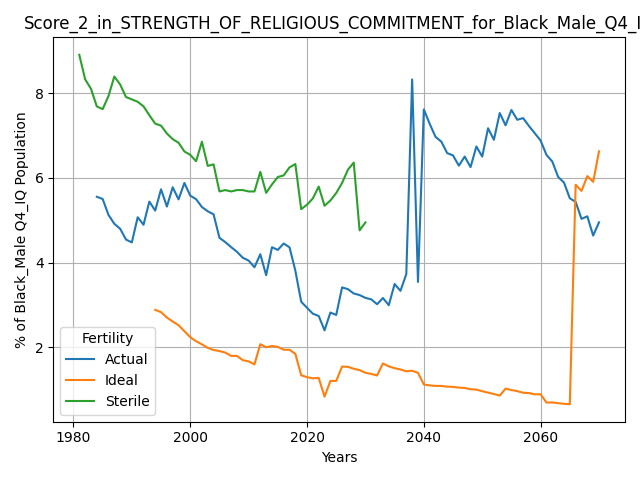 Score_2_in_STRENGTH_OF_RELIGIOUS_COMMITMENT_for_Black_Male_Q4_I
% of Black_Male Q4_IQ Population
8
6
4
2
Fertility
Actual
Ideal
Sterile
1980 2000 2020 2040 2060
Years